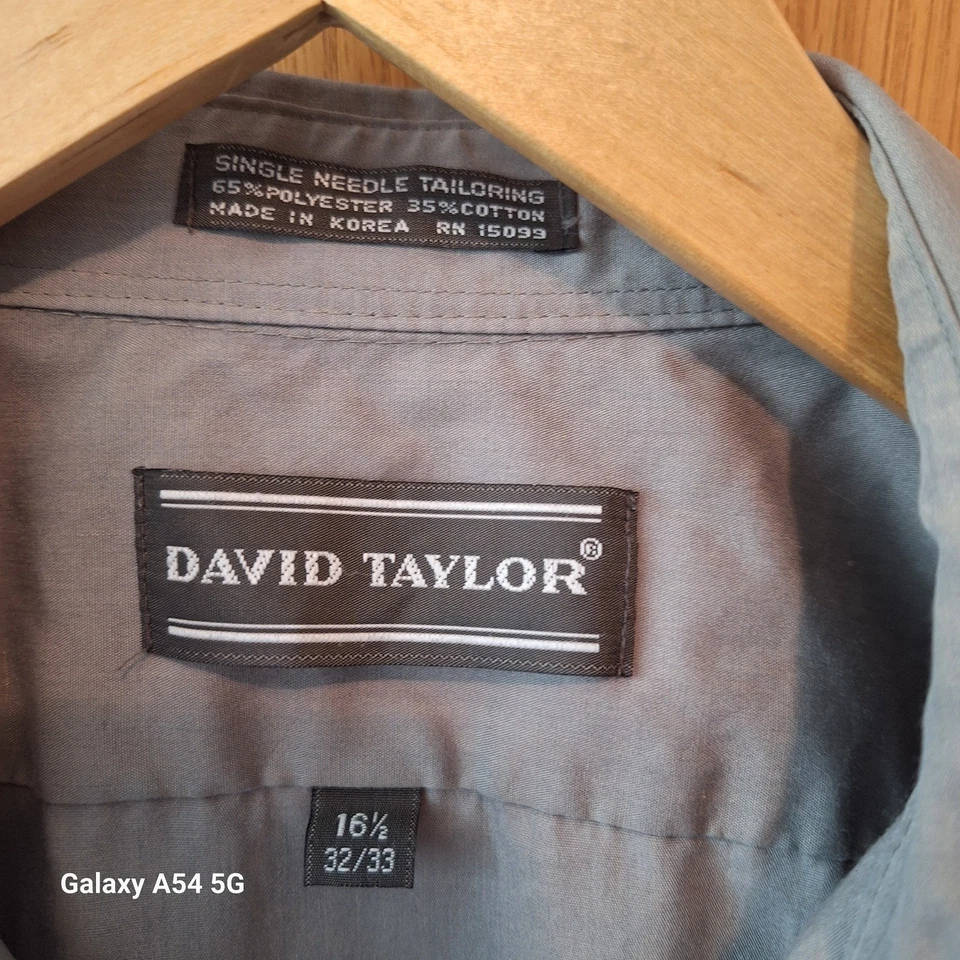 SINGLE NEEDLE TAILORING
65%POLYESTER 35%COTTON
MADE IN KOREA RN 15099
DAVID TAYLOR®
16½
32/33
Galaxy A54 5G